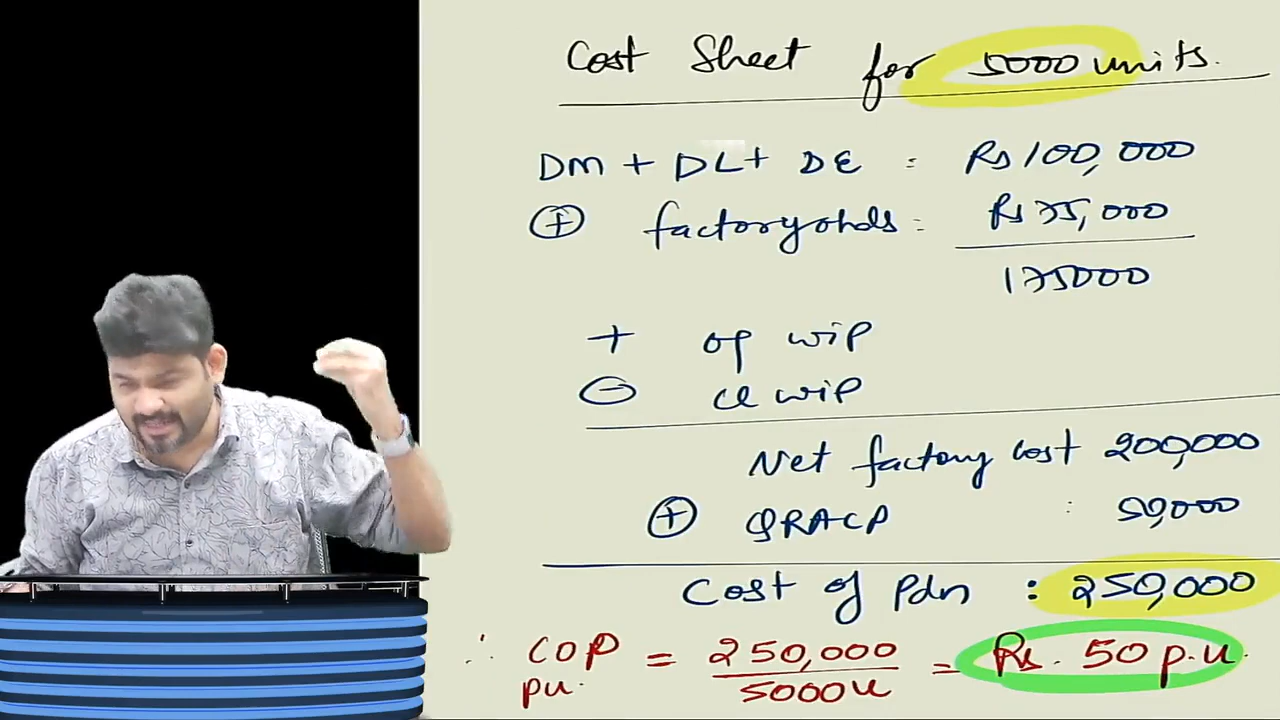 Cost Sheet for 5000 units.
DM + DL + DE : Rs 100,000
⊕ factory ohds : Rs 75,000
175000
+ op wip
⊖ cl wip
Net factory cost 200,000
⊕ QRACP : 50,000
Cost of Pdn : 250,000
∴ COP pu. = 250,000 / 5000u = Rs. 50 p.u.